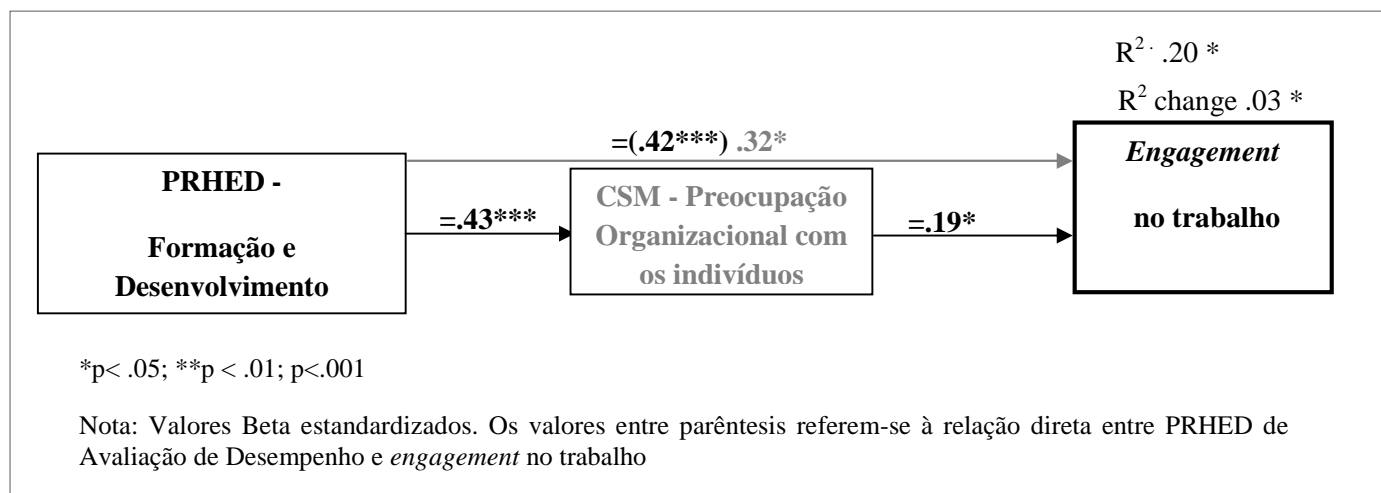 R² · .20 *
R² change .03 *
=(.42***) .32*
PRHED -
Formação e
Desenvolvimento
=.43***
CSM - Preocupação
Organizacional com
os indivíduos
=.19*
Engagement
no trabalho
*p< .05; **p < .01; p<.001
Nota: Valores Beta estandardizados. Os valores entre parêntesis referem-se à relação direta entre PRHED de
Avaliação de Desempenho e engagement no trabalho